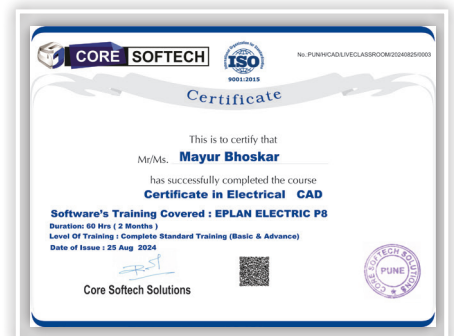 CORE SOFTECH
ISO
9001:2015
No.:PUN/H/CAD/LIVECLASSROOM/20240825/0003
Certificate
This is to certify that
Mr/Ms. Mayur Bhoskar
has successfully completed the course
Certificate in Electrical CAD
Software's Training Covered : EPLAN ELECTRIC P8
Duration: 60 Hrs ( 2 Months )
Level Of Training : Complete Standard Training (Basic & Advance)
Date of Issue : 25 Aug 2024
Core Softech Solutions
CORE SOFTECH SOLUTIONS
PUNE